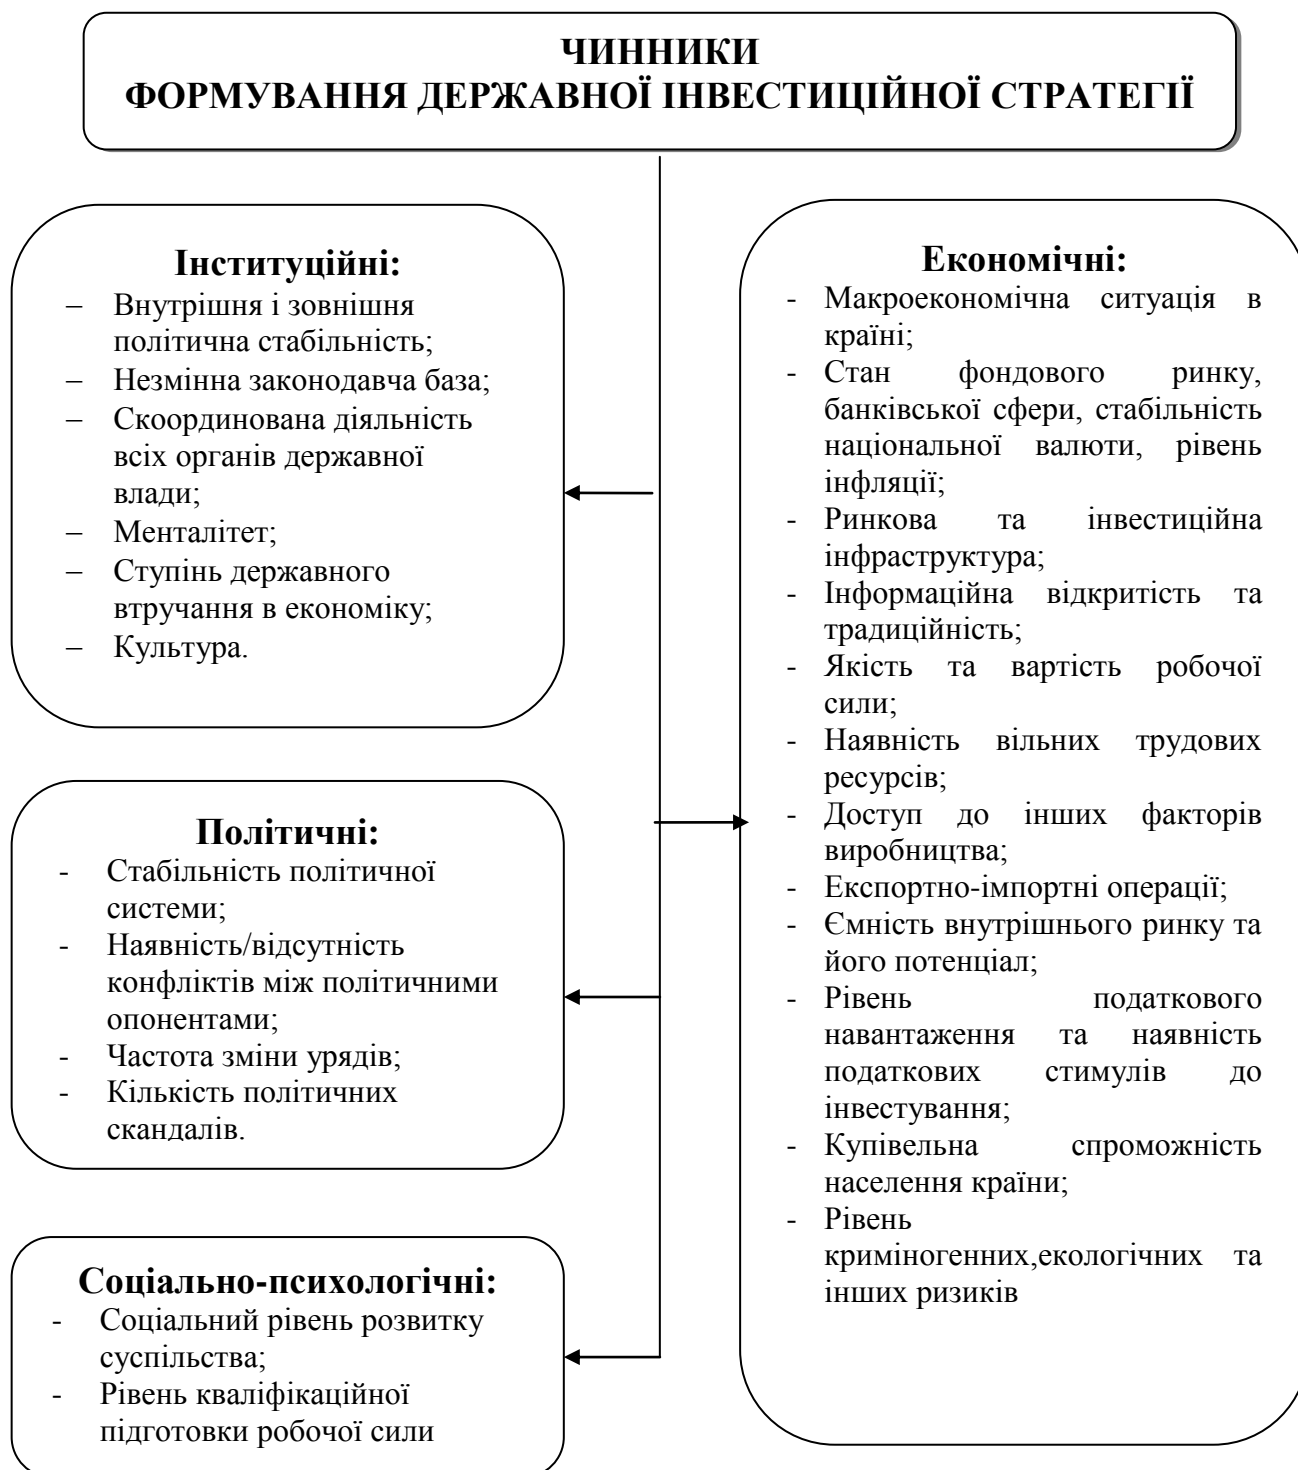 ЧИННИКИ
ФОРМУВАННЯ ДЕРЖАВНОЇ ІНВЕСТИЦІЙНОЇ СТРАТЕГІЇ
Інституційні:
– Внутрішня і зовнішня
політична стабільність;
– Незмінна законодавча база;
– Скоординована діяльність
всіх органів державної
влади;
– Менталітет;
– Ступінь державного
втручання в економіку;
– Культура.
Політичні:
- Стабільність політичної
системи;
- Наявність/відсутність
конфліктів між політичними
опонентами;
- Частота зміни урядів;
- Кількість політичних
скандалів.
Соціально-психологічні:
- Соціальний рівень розвитку
суспільства;
- Рівень кваліфікаційної
підготовки робочої сили
Економічні:
- Макроекономічна ситуація в
країні;
- Стан фондового ринку,
банківської сфери, стабільність
національної валюти, рівень
інфляції;
- Ринкова та інвестиційна
інфраструктура;
- Інформаційна відкритість та
традиційність;
- Якість та вартість робочої
сили;
- Наявність вільних трудових
ресурсів;
- Доступ до інших факторів
виробництва;
- Експортно-імпортні операції;
- Ємність внутрішнього ринку та
його потенціал;
- Рівень податкового
навантаження та наявність
податкових стимулів до
інвестування;
- Купівельна спроможність
населення країни;
- Рівень
криміногенних,екологічних та
інших ризиків